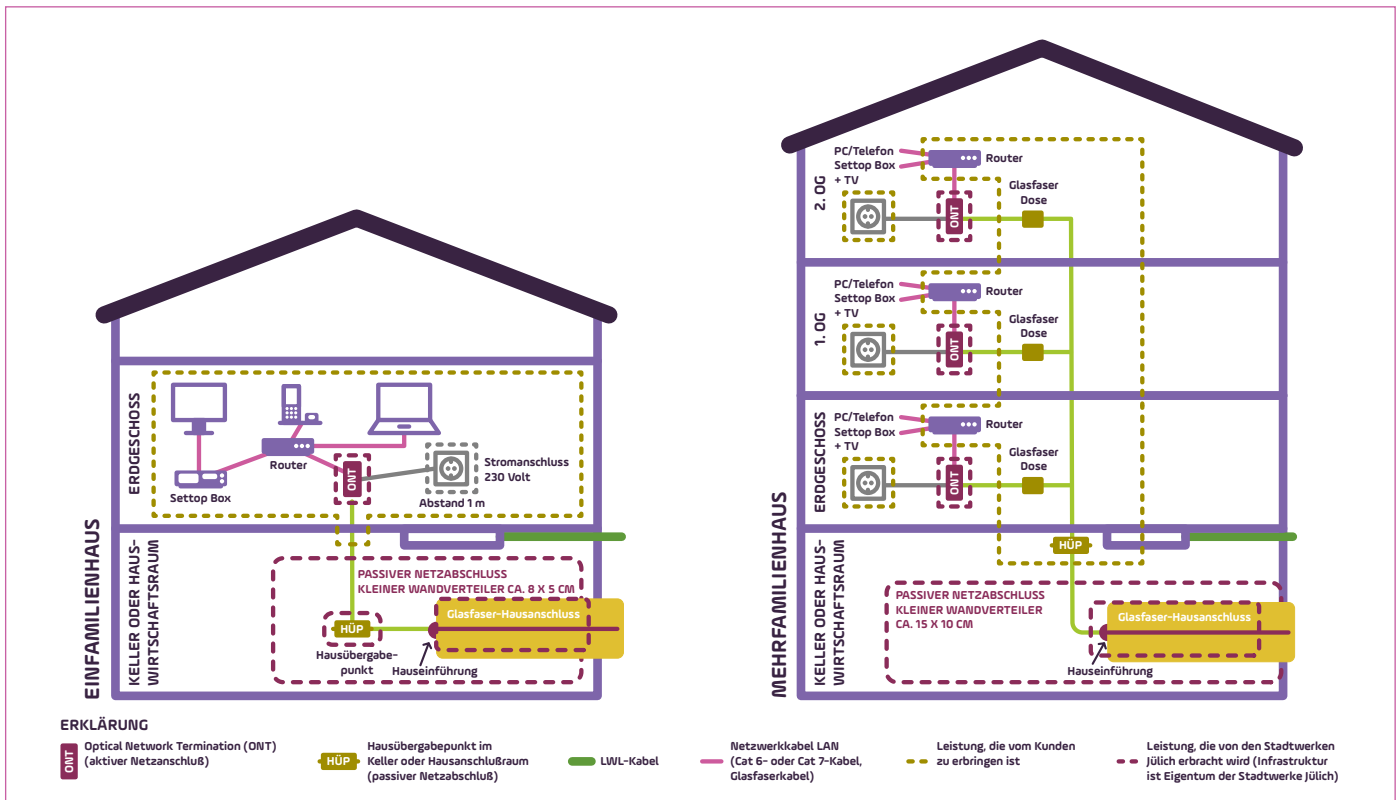 EINFAMILIENHAUS
ERDGESCHOSS
Settop Box
Router
ONT
Stromanschluss
230 Volt
Abstand 1 m
KELLER ODER HAUS-
WIRTSCHAFTSRAUM
PASSIVER NETZABSCHLUSS
KLEINER WANDVERTEILER CA. 8 X 5 CM
Glasfaser-Hausanschluss
HÜP
Hausübergabe-
punkt
Hauseinführung
MEHRFAMILIENHAUS
2. OG
PC/Telefon
Settop Box
+ TV
Router
ONT
Glasfaser
Dose
1. OG
PC/Telefon
Settop Box
+ TV
Router
ONT
Glasfaser
Dose
ERDGESCHOSS
PC/Telefon
Settop Box
+ TV
Router
ONT
Glasfaser
Dose
KELLER ODER HAUS-
WIRTSCHAFTSRAUM
HÜP
PASSIVER NETZABSCHLUSS
KLEINER WANDVERTEILER
CA. 15 X 10 CM
Glasfaser-Hausanschluss
Hauseinführung
ERKLÄRUNG
ONT
Optical Network Termination (ONT)
(aktiver Netzanschluß)
HÜP
Hausübergabepunkt im
Keller oder Hausanschlußraum
(passiver Netzabschluß)
LWL-Kabel
Netzwerkkabel LAN
(Cat 6- oder Cat 7-Kabel,
Glasfaserkabel)
Leistung, die vom Kunden
zu erbringen ist
Leistung, die von den Stadtwerken
Jülich erbracht wird (Infrastruktur
ist Eigentum der Stadtwerke Jülich)